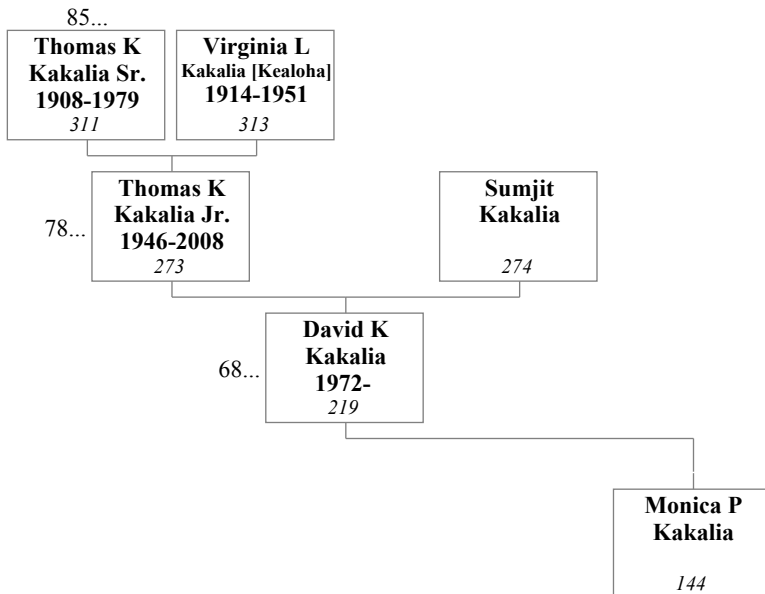 85...
Thomas K
Kakalia Sr.
1908-1979
311
Virginia L
Kakalia [Kealoha]
1914-1951
313
78...
Thomas K
Kakalia Jr.
1946-2008
273
Sumjit
Kakalia
274
68...
David K
Kakalia
1972-
219
Monica P
Kakalia
144